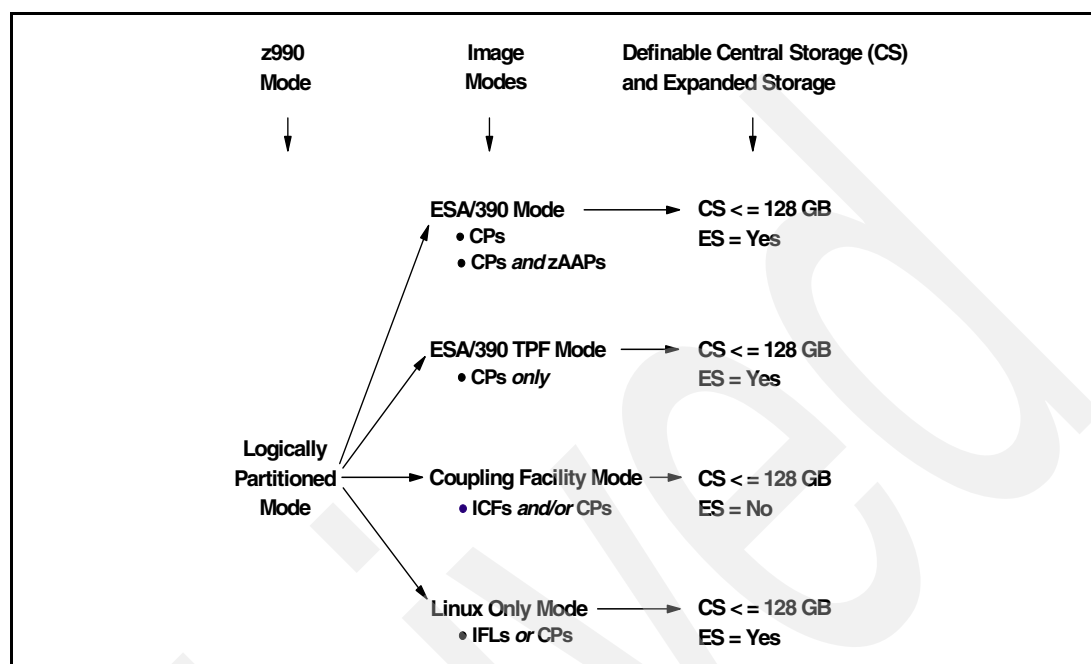 z990
Mode
Image
Modes
Definable Central Storage (CS)
and Expanded Storage
ESA/390 Mode
• CPs
• CPs and zAAPs
CS < = 128 GB
ES = Yes
ESA/390 TPF Mode
• CPs only
CS < = 128 GB
ES = Yes
Logically
Partitioned
Mode
Coupling Facility Mode
• ICFs and/or CPs
CS < = 128 GB
ES = No
Linux Only Mode
• IFLs or CPs
CS < = 128 GB
ES = Yes